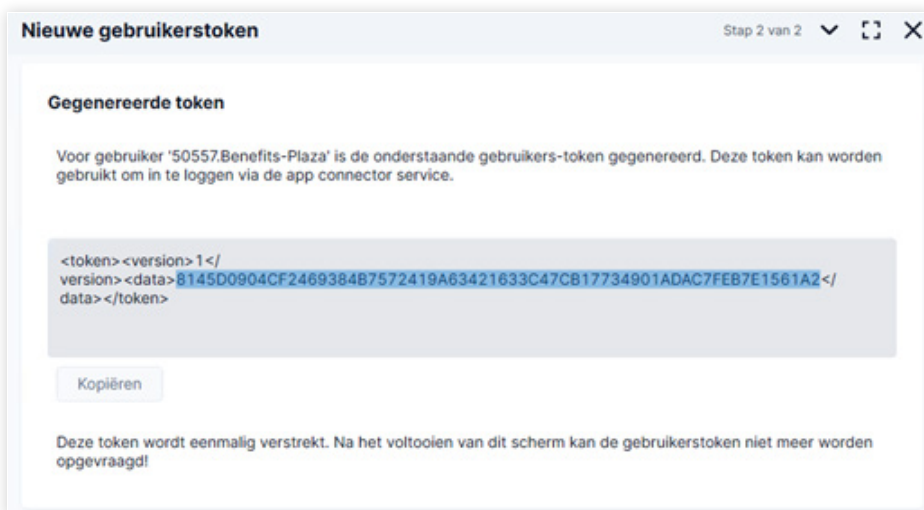 Nieuwe gebruikerstoken
Stap 2 van 2
Gegenereerde token
Voor gebruiker '50557.Benefits-Plaza' is de onderstaande gebruikers-token gegenereerd. Deze token kan worden
gebruikt om in te loggen via de app connector service.
<token><version>1</
version><data>8145D0904CF2469384B7572419A63421633C47CB17734901ADAC7FEB7E1561A2</
data></token>
Kopiëren
Deze token wordt eenmalig verstrekt. Na het voltooien van dit scherm kan de gebruikerstoken niet meer worden
opgevraagd!